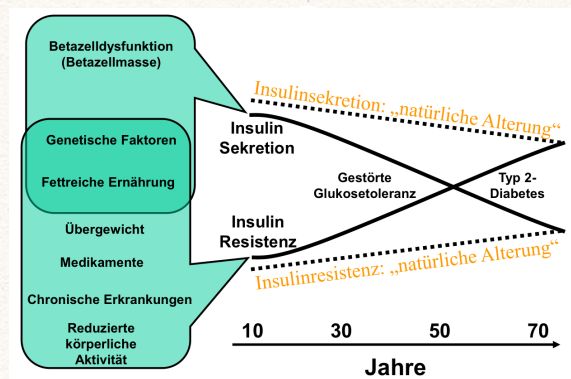 Betazelldysfunktion
(Betazellmasse)
Genetische Faktoren
Fettreiche Ernährung
Übergewicht
Medikamente
Chronische Erkrankungen
Reduzierte
körperliche
Aktivität
Insulinsekretion: „natürliche Alterung“
Insulin
Sekretion
Gestörte
Glukosetoleranz
Typ 2-
Diabetes
Insulin
Resistenz
Insulinresistenz: „natürliche Alterung“
10 30 50 70
Jahre